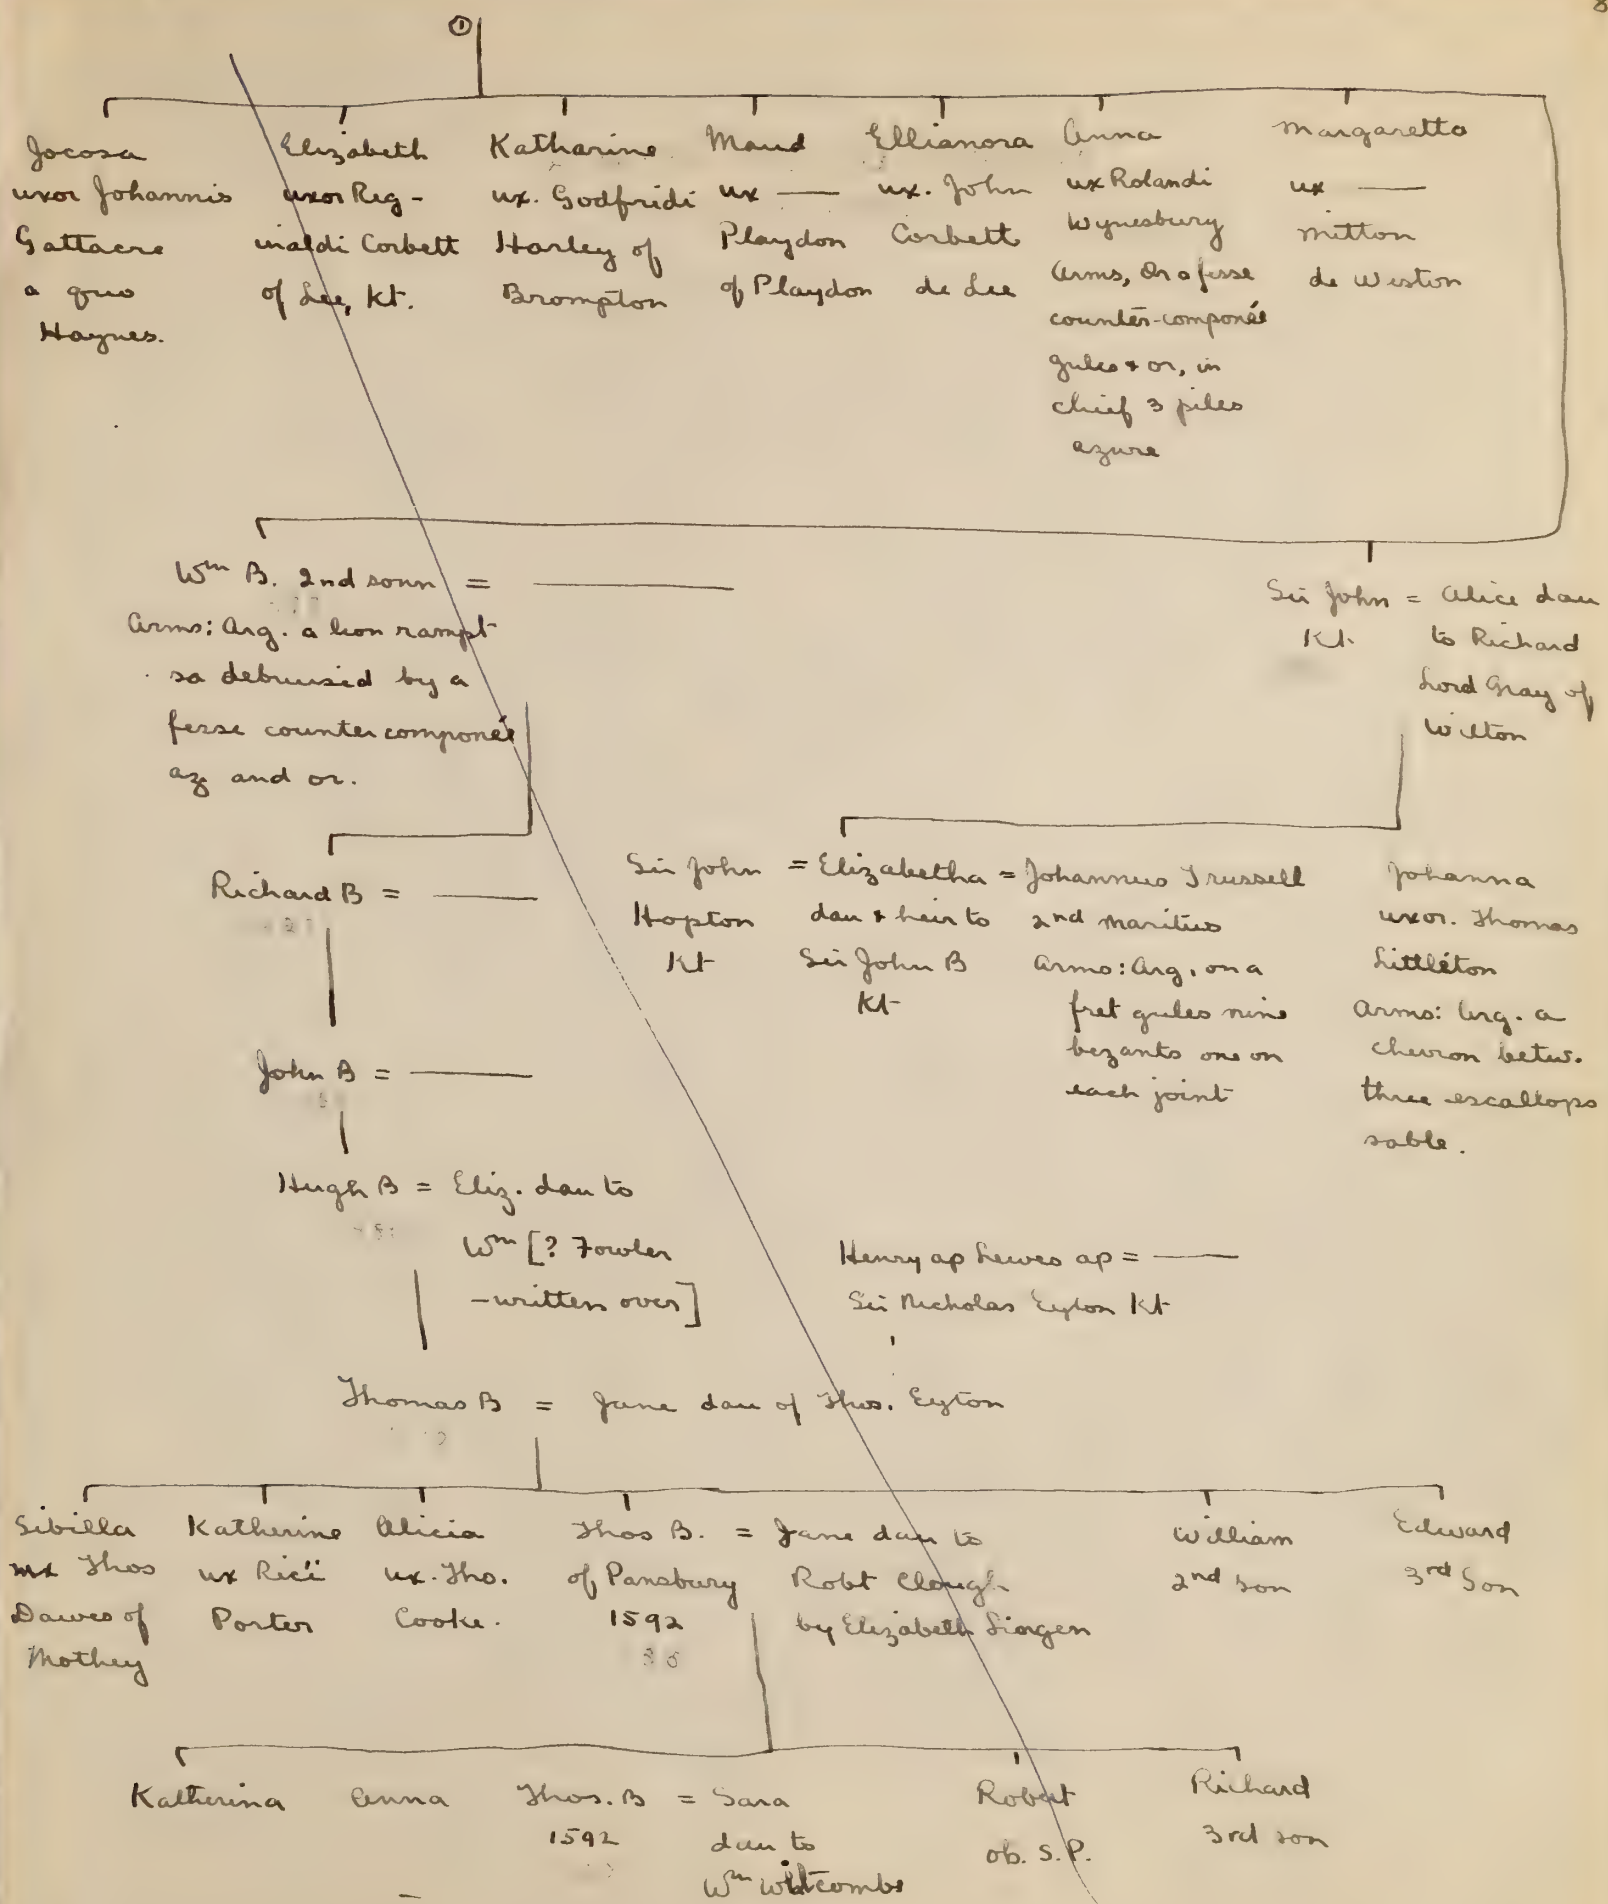 ①
8
Jocosa
uxor Johannis
Gattacre
a quo
Haynes.
Elizabeth
uxor Reg-
inaldi Corbett
of Lee, Kt.
Katharine
ux. Godfridi
Harley of
Brompton
Maud
ux ——
Playdon
of Playdon
Ellianora
ux. John
Corbett
de Lee
Anna
ux Rolandi
Wynesbury
Arms, Or a fesse
counter-componée
gules & or, in
chief 3 piles
azure
Margaretta
ux ——
Mitton
de Weston
Wm B. 2nd sonn = ——
Arms: Arg. a lion rampt
sa debruised by a
fesse counter componée
az and or.
Sir John = Alice dau
Kt. to Richard
Lord Gray of
Wilton
Richard B = ——
Sir John
Hopton
Kt
= Elizabetha =
dau & heir to
Sir John B
Kt
Johannes Trussell
2nd maritus
Arms: Arg, on a
fret gules nine
bezants one on
each joint
Johanna
uxor. Thomas
Littleton
Arms: Arg. a
chevron betw.
three escallops
sable.
John B = ——
Hugh B = Eliz. dau to
Wm [? Fowler
-written over]
Henry ap Lewes ap = ——
Sir Nicholas Eyton Kt
Thomas B = Jane dau of Thos. Eyton
Sibilla
ux Thos
Dawes of
Mothey
Katherine
ux Ric'i
Porter
Alicia
ux. Tho.
Cooke.
Thos B. = Jane dau to
of Pansbury Robt Clough
1592 by Elizabeth
William
2nd son
Edward
3rd Son
Katherina
Anna
Thos. B = Sara
1592 dau to
Wm Witcombe
Robert
ob. S.P.
Richard
3rd son